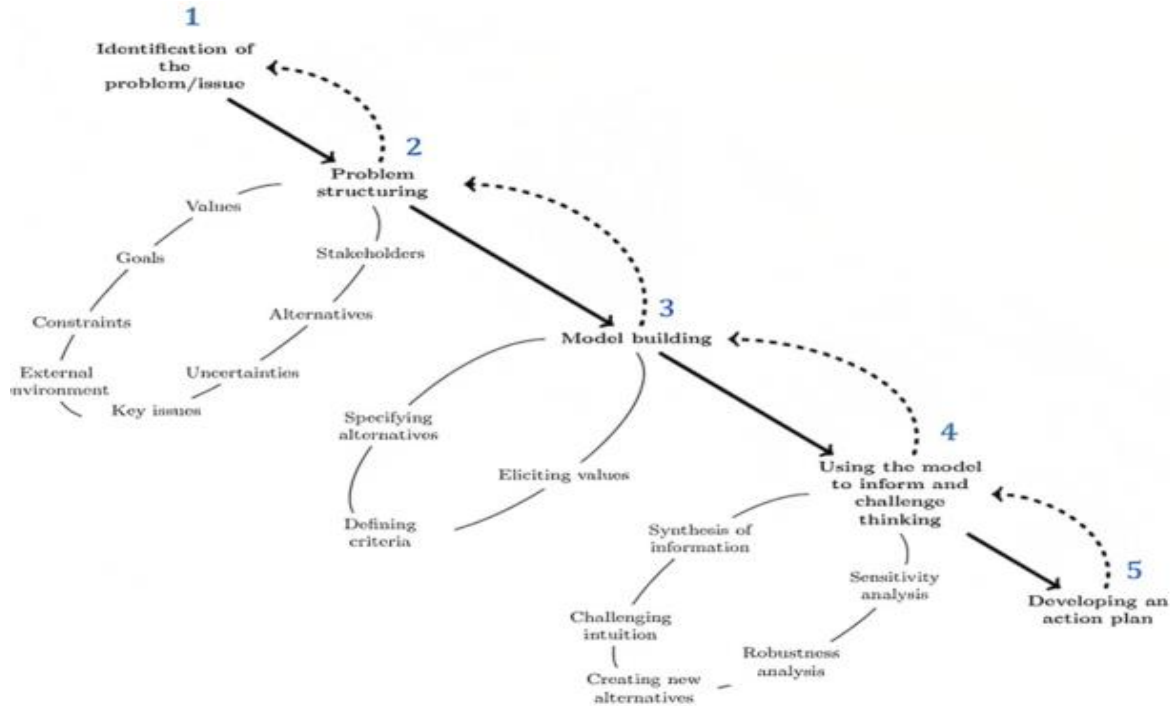 1
Identification of
the
problem/issue
2
Problem
structuring
Values
Goals
Constraints
External
nvironment
Key issues
Uncertainties
Alternatives
Stakeholders
3
Model building
Specifying
alternatives
Defining
criteria
Eliciting values
4
Using the model
to inform and
challenge
thinking
Synthesis of
information
Challenging
intuition
Creating new
alternatives
Robustness
analysis
Sensitivity
analysis
5
Developing an
action plan